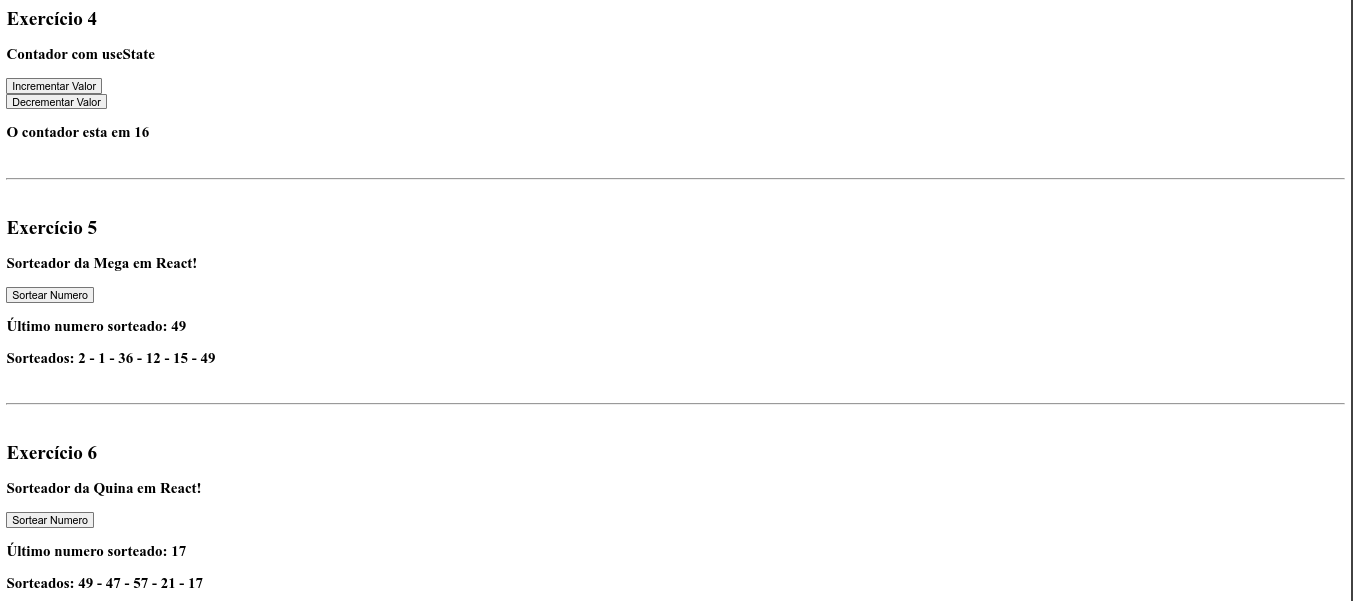 Exercício 4
Contador com useState
Incrementar Valor
Decrementar Valor
O contador esta em 16
Exercício 5
Sorteador da Mega em React!
Sortear Numero
Último numero sorteado: 49
Sorteados: 2 - 1 - 36 - 12 - 15 - 49
Exercício 6
Sorteador da Quina em React!
Sortear Numero
Último numero sorteado: 17
Sorteados: 49 - 47 - 57 - 21 - 17